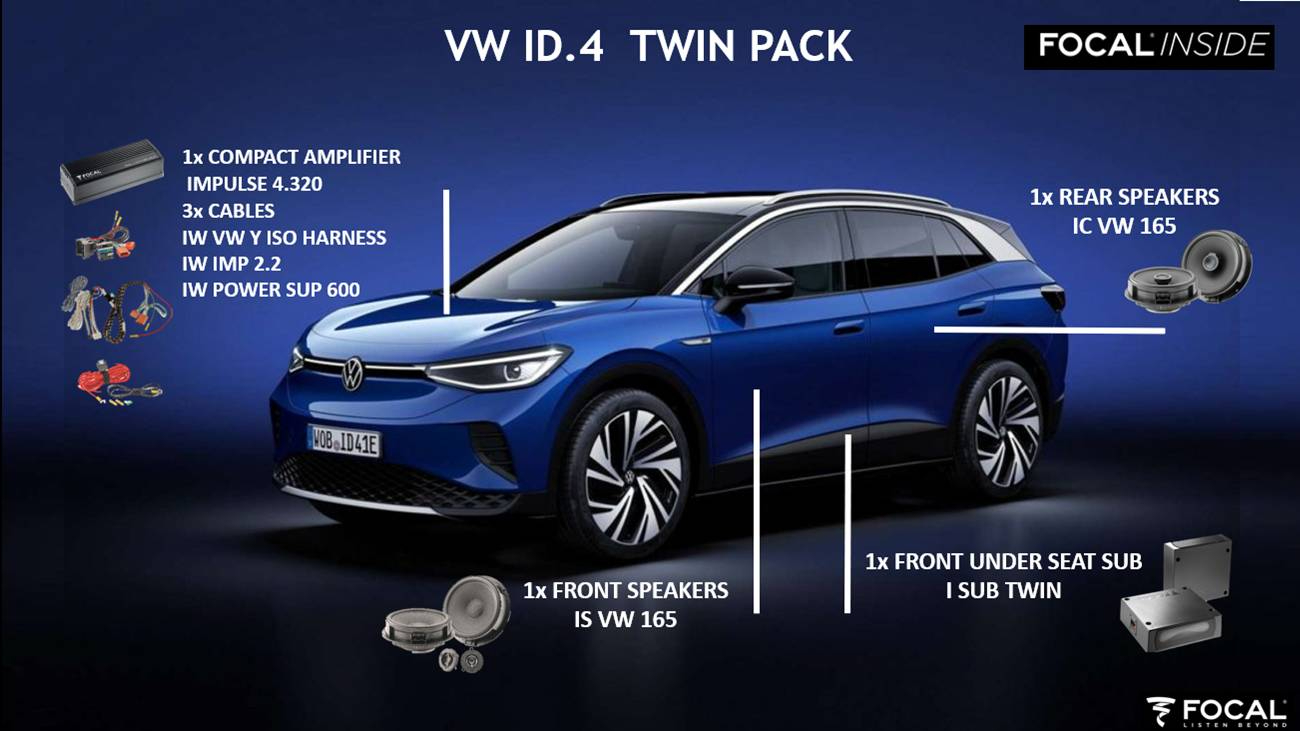 VW ID.4 TWIN PACK
FOCAL INSIDE
1x COMPACT AMPLIFIER
IMPULSE 4.320
3x CABLES
IW VW Y ISO HARNESS
IW IMP 2.2
IW POWER SUP 600
FOCAL
1x REAR SPEAKERS
IC VW 165
WOB ID41E
1x FRONT SPEAKERS
IS VW 165
1x FRONT UNDER SEAT SUB
I SUB TWIN
FOCAL
LISTEN BEYOND